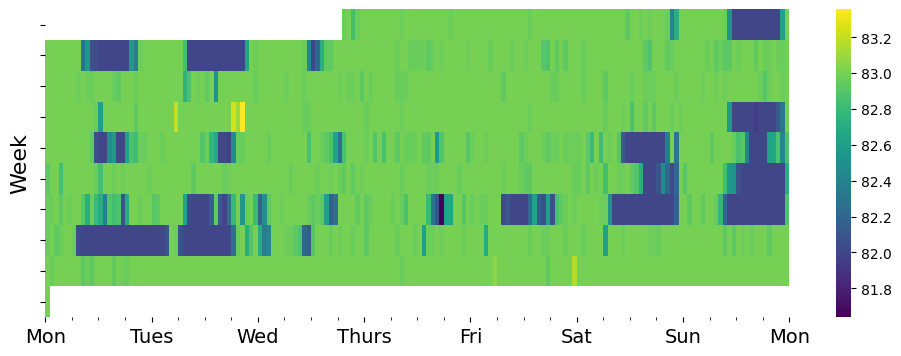 Week
Mon
Tues
Wed
Thurs
Fri
Sat
Sun
Mon
83.2
83.0
82.8
82.6
82.4
82.2
82.0
81.8